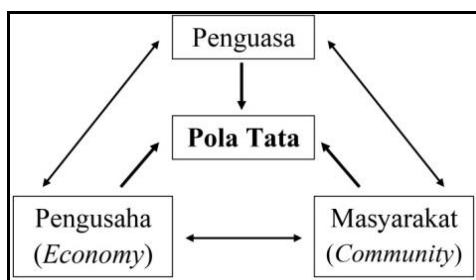 Penguasa
Pola Tata
Pengusaha
(Economy)
Masyarakat
(Community)